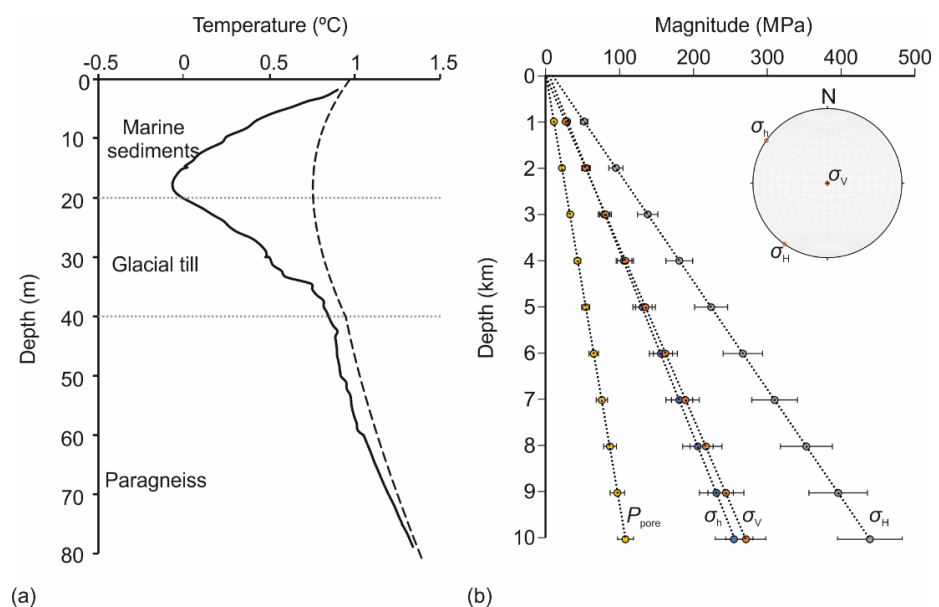 Temperature (ºC)
-0.5 0 0.5 1 1.5
0
10
20
30
40
50
60
70
80
Depth (m)
Marine
sediments
Glacial till
Paragneiss
(a)
Magnitude (MPa)
0 100 200 300 400 500
0
1
2
3
4
5
6
7
8
9
10
Depth (km)
N
σh
σV
σH
Ppore
σh
σV
σH
(b)